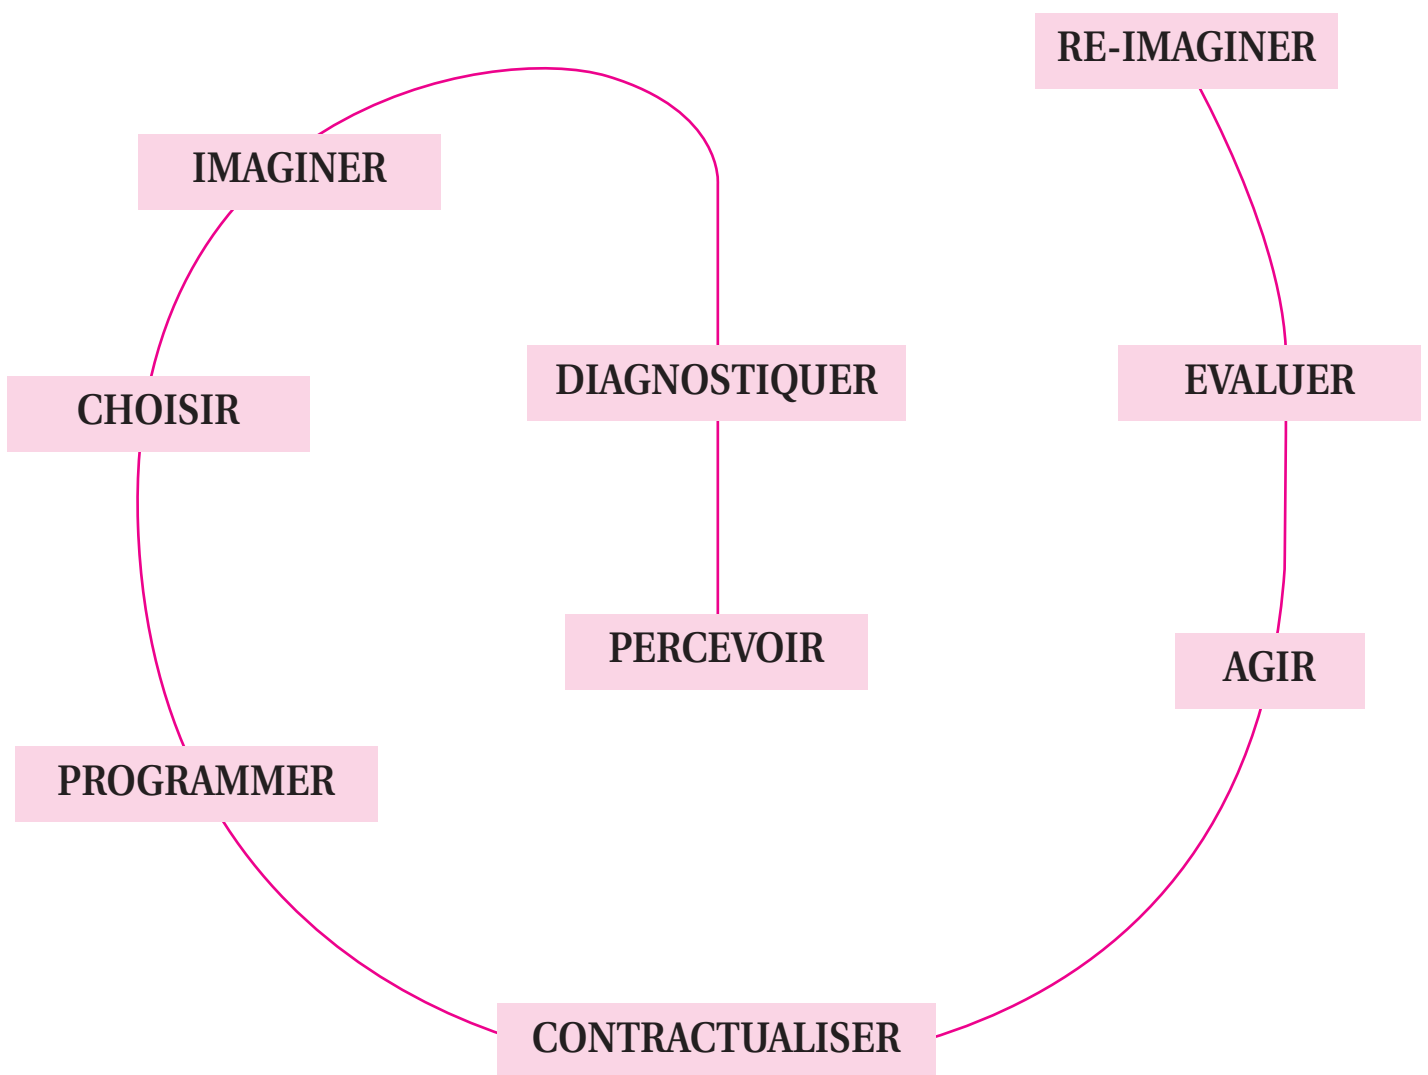 RE-IMAGINER
IMAGINER
DIAGNOSTIQUER
EVALUER
CHOISIR
PERCEVOIR
AGIR
PROGRAMMER
CONTRACTUALISER